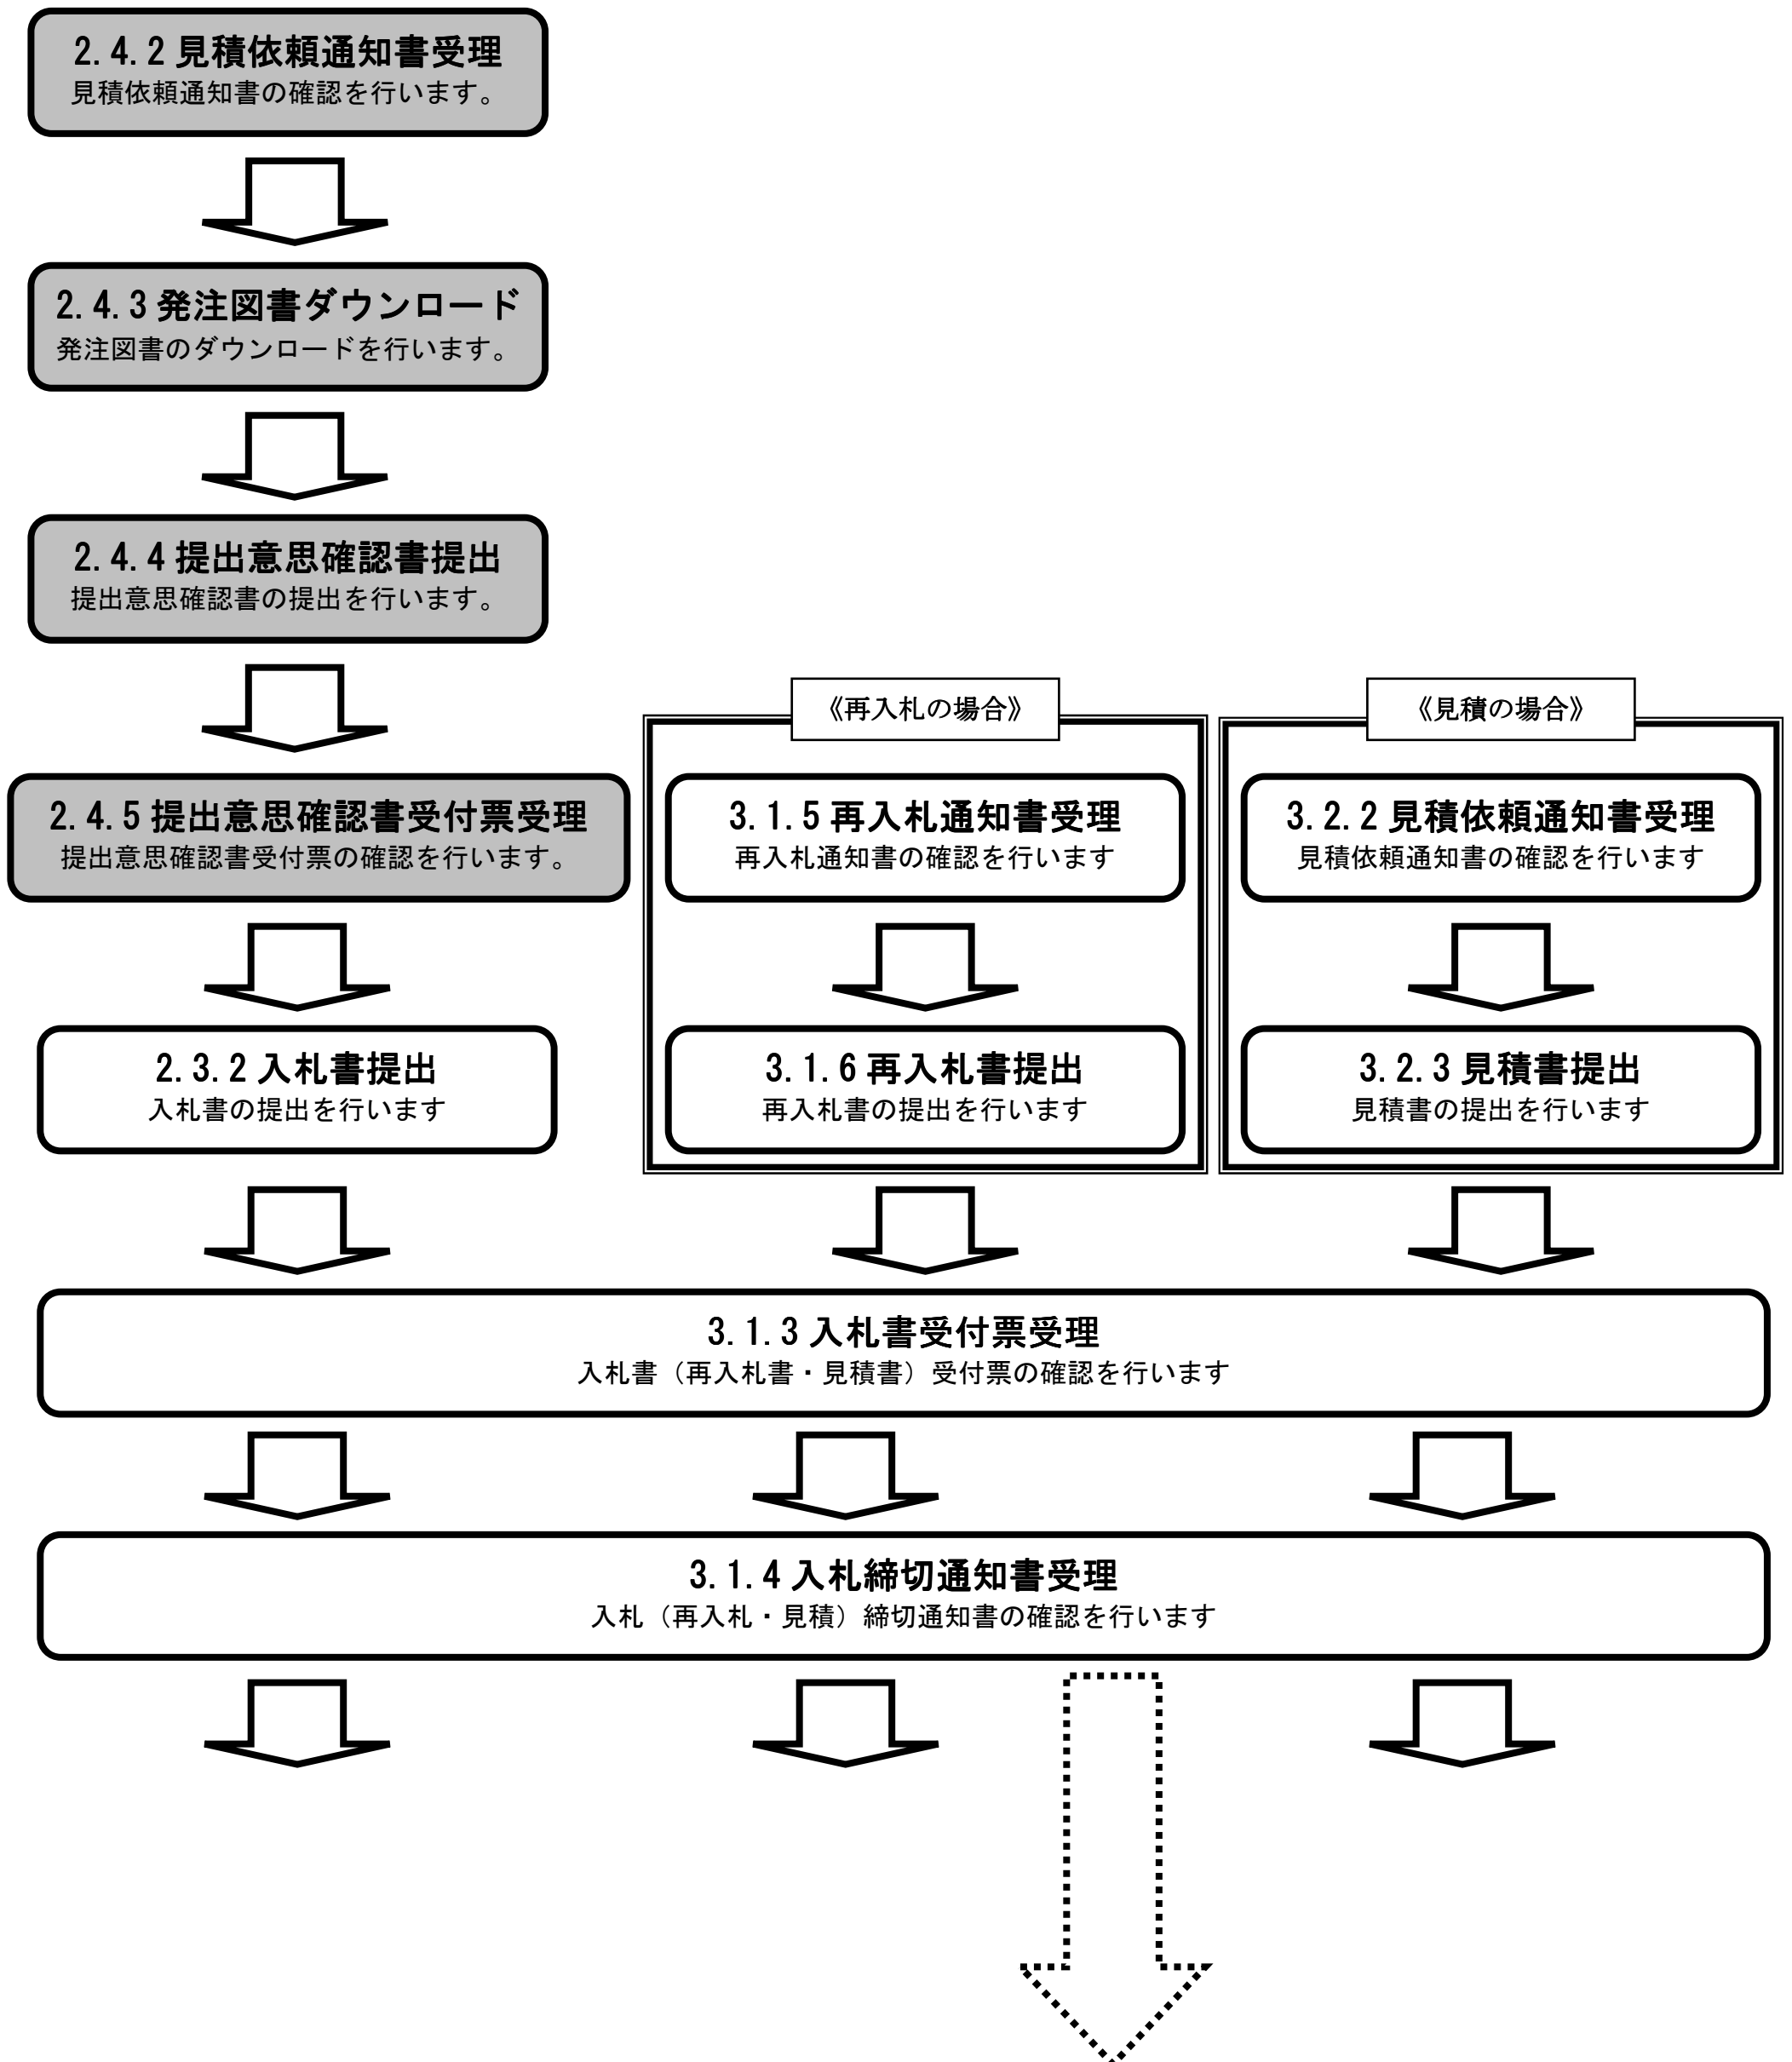 2.4.2 見積依頼通知書受理
見積依頼通知書の確認を行います。
2.4.3 発注図書ダウンロード
発注図書のダウンロードを行います。
2.4.4 提出意思確認書提出
提出意思確認書の提出を行います。
2.4.5 提出意思確認書受付票受理
提出意思確認書受付票の確認を行います。
2.3.2 入札書提出
入札書の提出を行います
《再入札の場合》
3.1.5 再入札通知書受理
再入札通知書の確認を行います
3.1.6 再入札書提出
再入札書の提出を行います
《見積の場合》
3.2.2 見積依頼通知書受理
見積依頼通知書の確認を行います
3.2.3 見積書提出
見積書の提出を行います
3.1.3 入札書受付票受理
入札書（再入札書・見積書）受付票の確認を行います
3.1.4 入札締切通知書受理
入札（再入札・見積）締切通知書の確認を行います